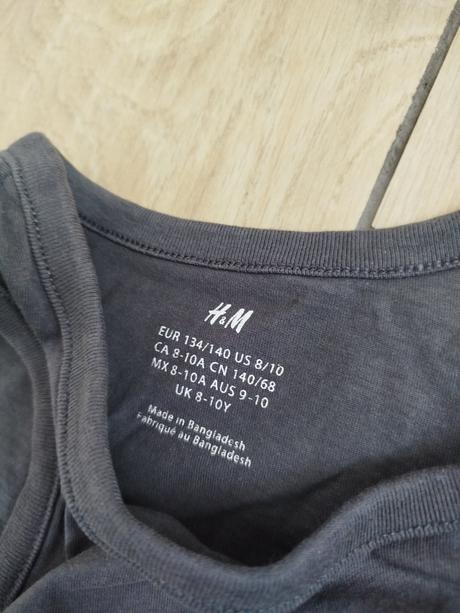 H&M
EUR 134/140 US 8/10
CA 8-10A CN 140/68
MX 8-10A AUS 9-10
UK 8-10Y
Made in Bangladesh
Fabriqué au Bangladesh